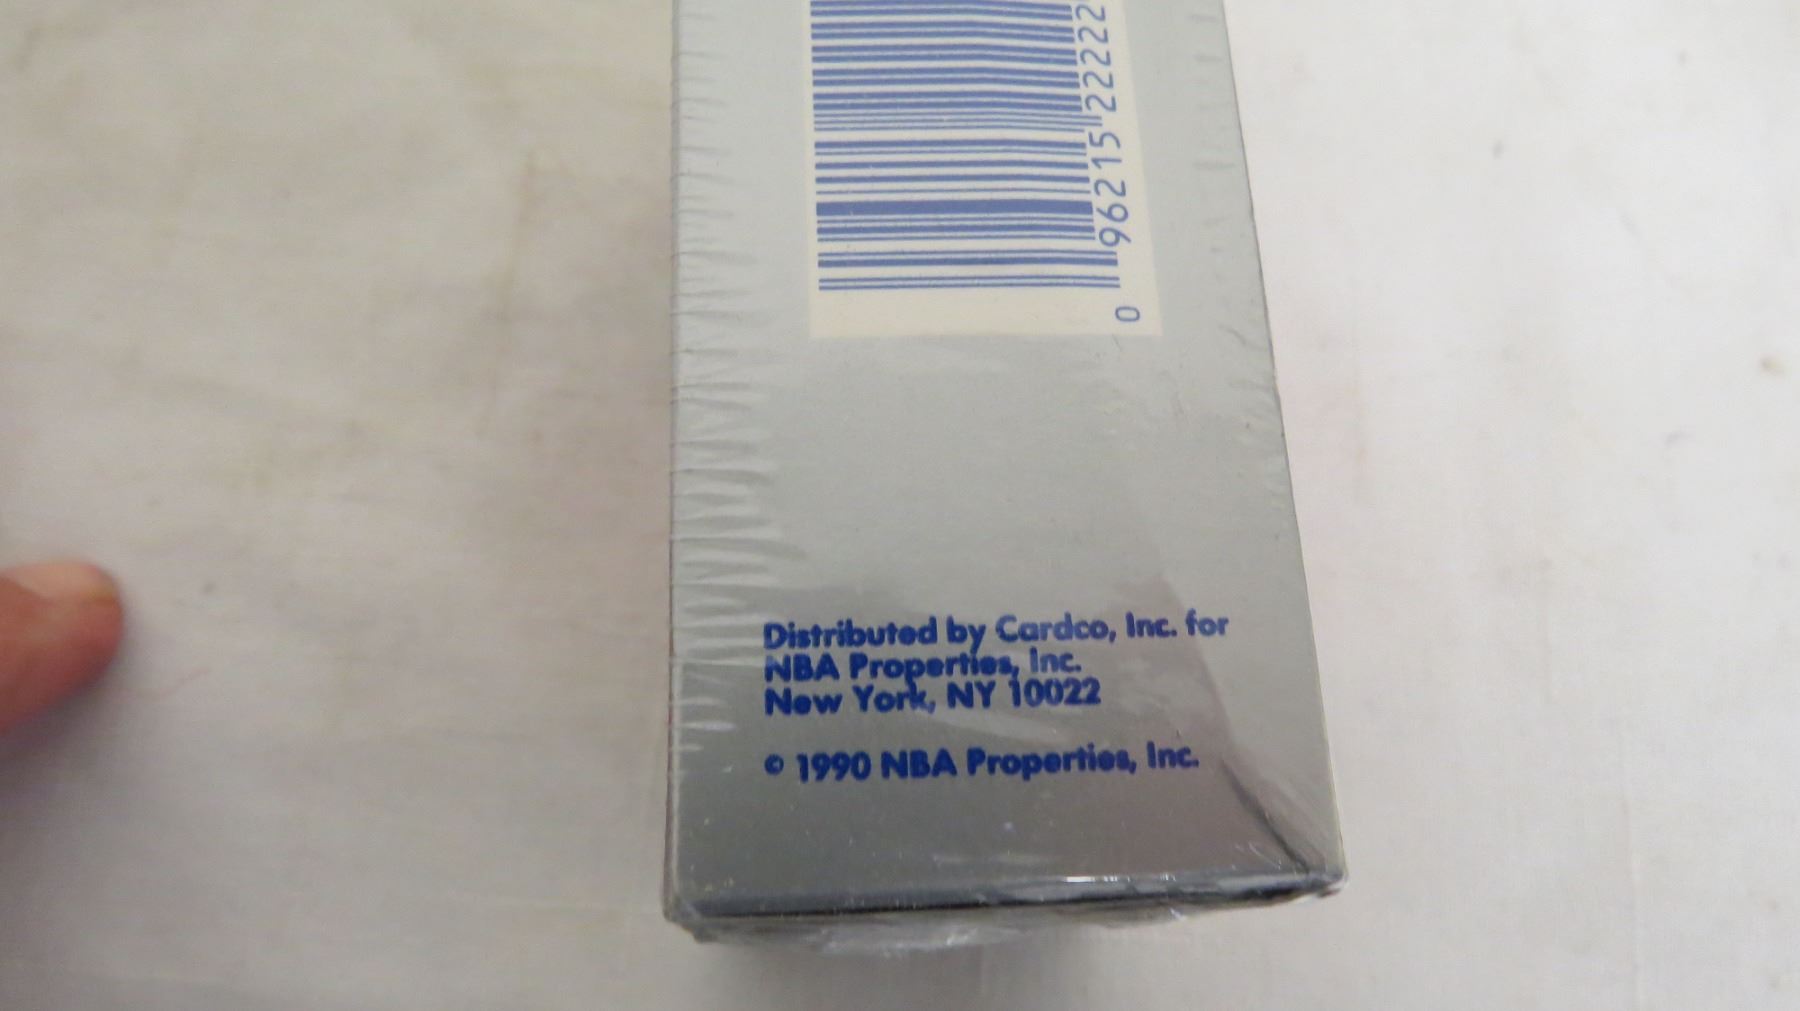 0 96215 22222
Distributed by Cardco, Inc. for
NBA Properties, Inc.
New York, NY 10022
© 1990 NBA Properties, Inc.